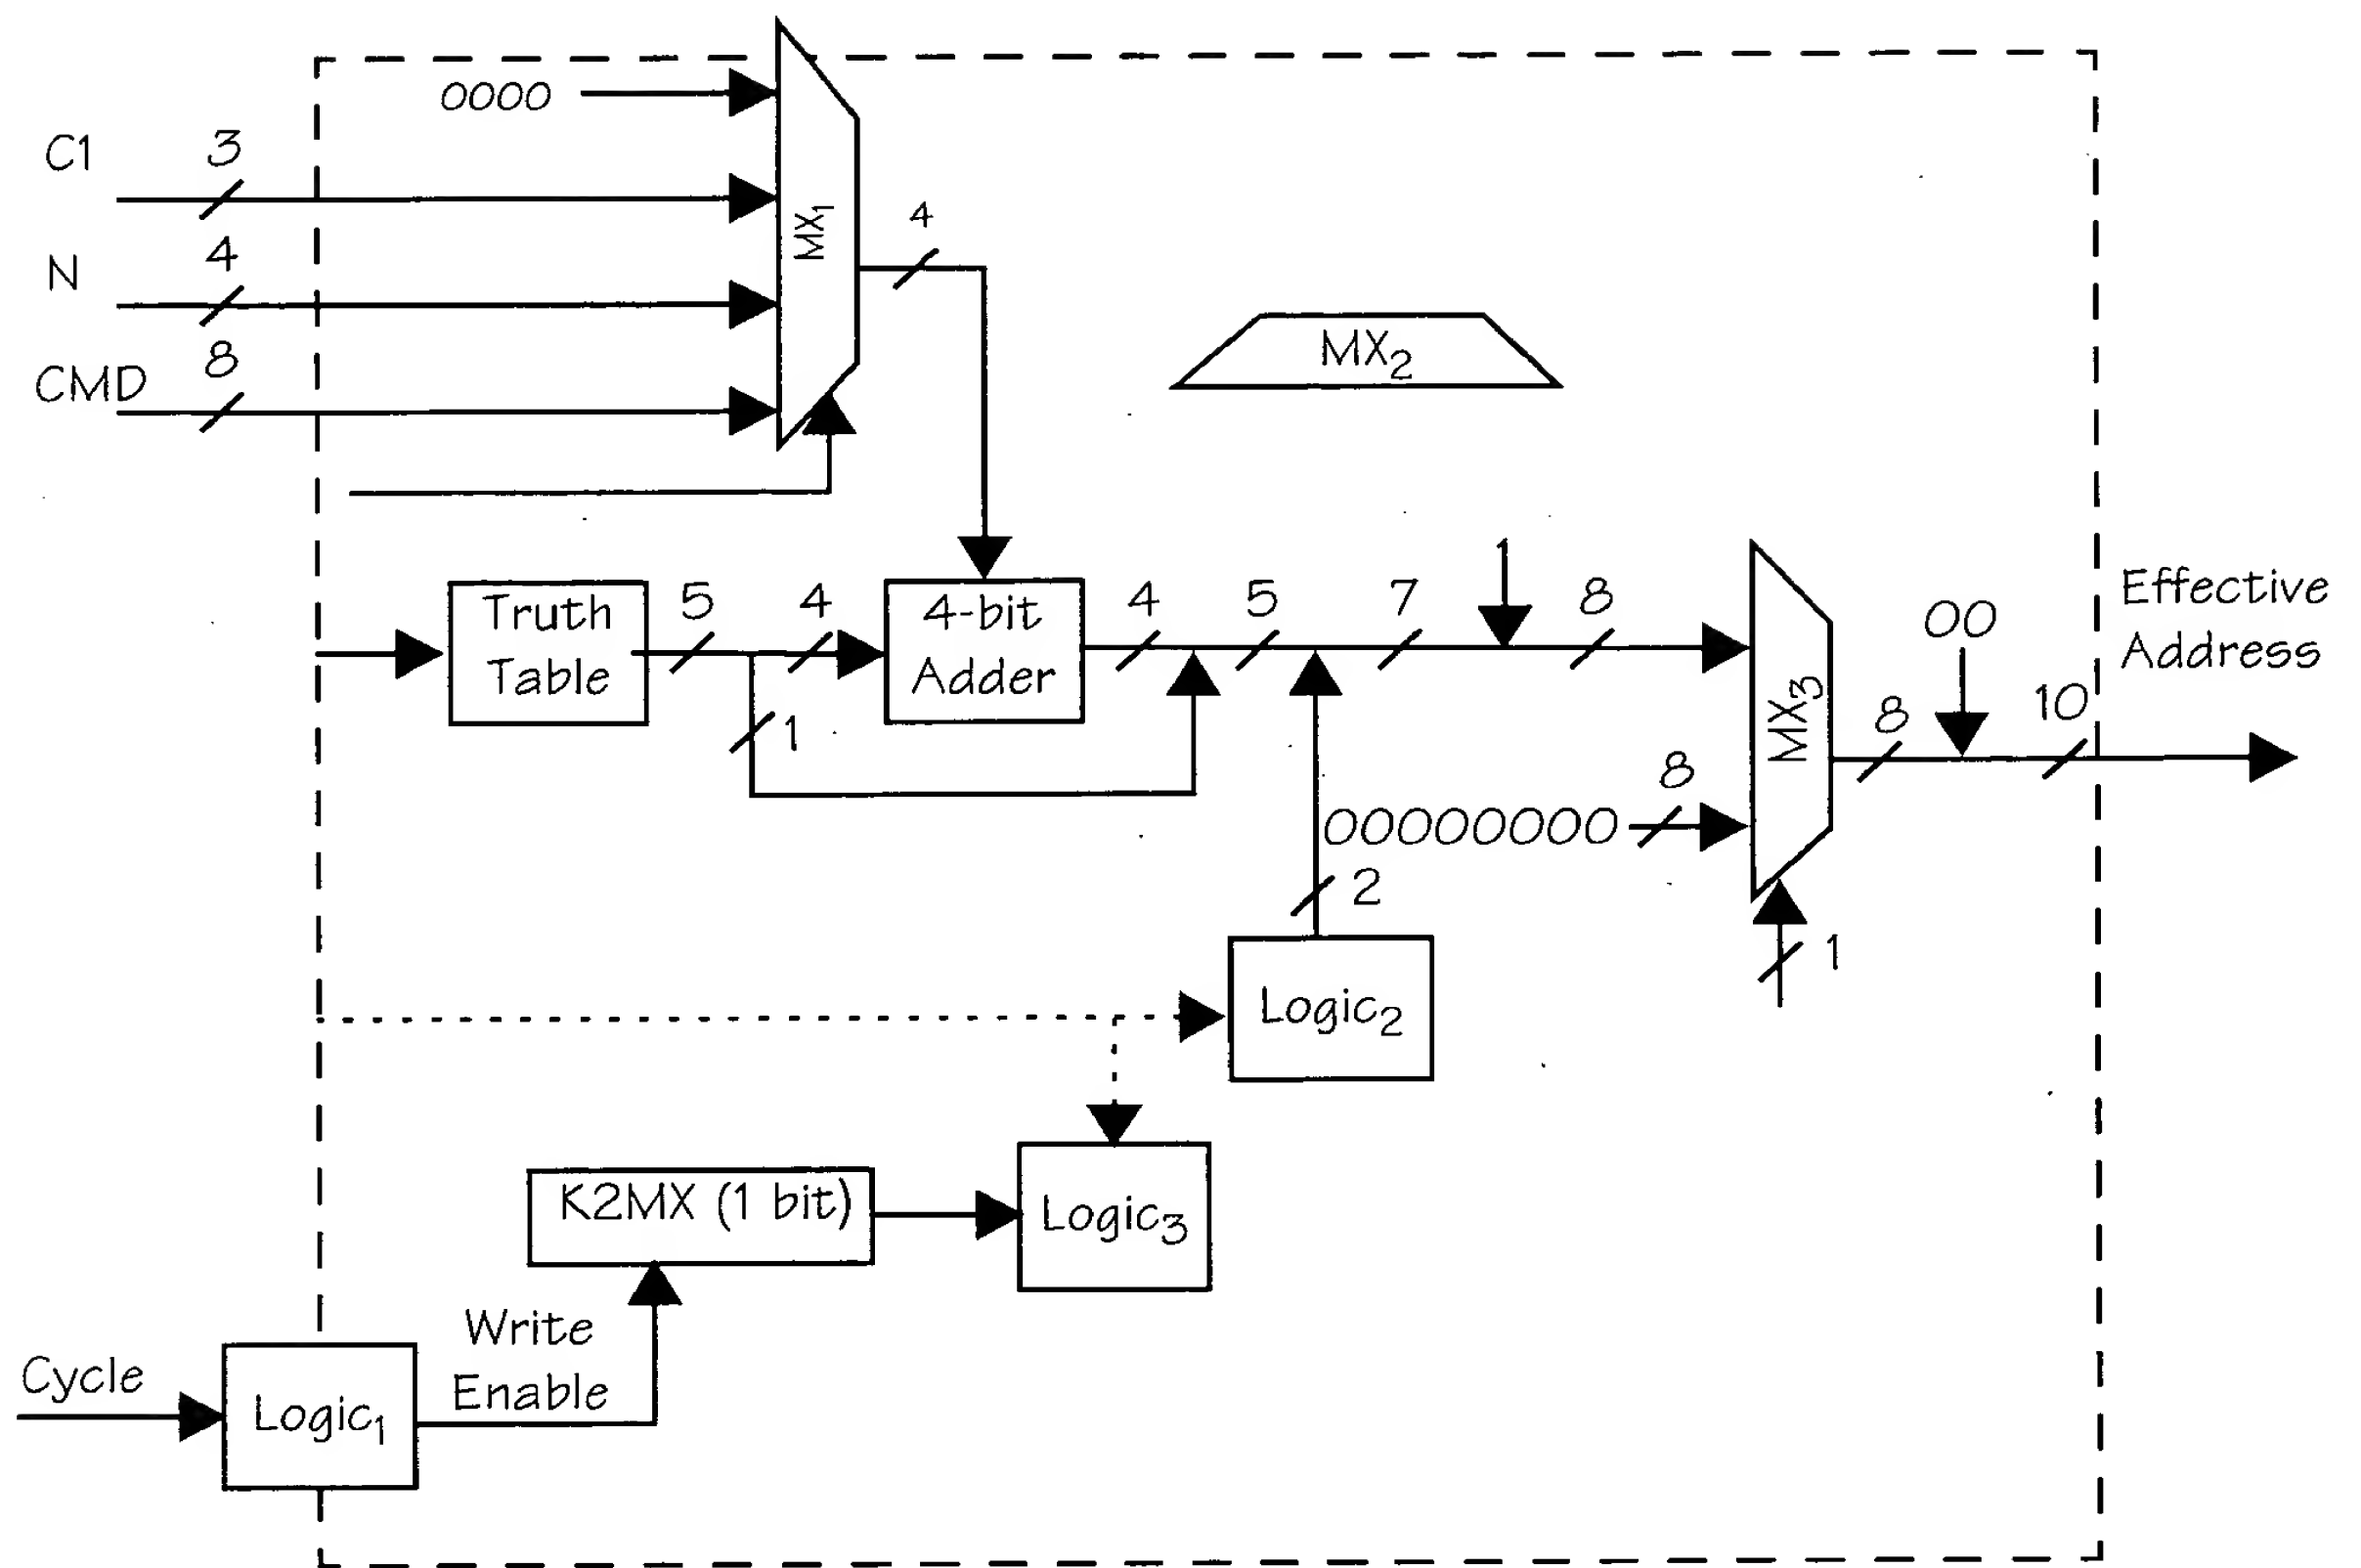 0000
C1
3
N
4
CMD
8
MX1
4
MX2
Truth
Table
5
4
1
4-bit
Adder
4
5
7
1
8
MX3
00000000
8
1
8
00
10
Effective
Address
2
Logic2
K2MX (1 bit)
Logic3
Write
Enable
Cycle
Logic1